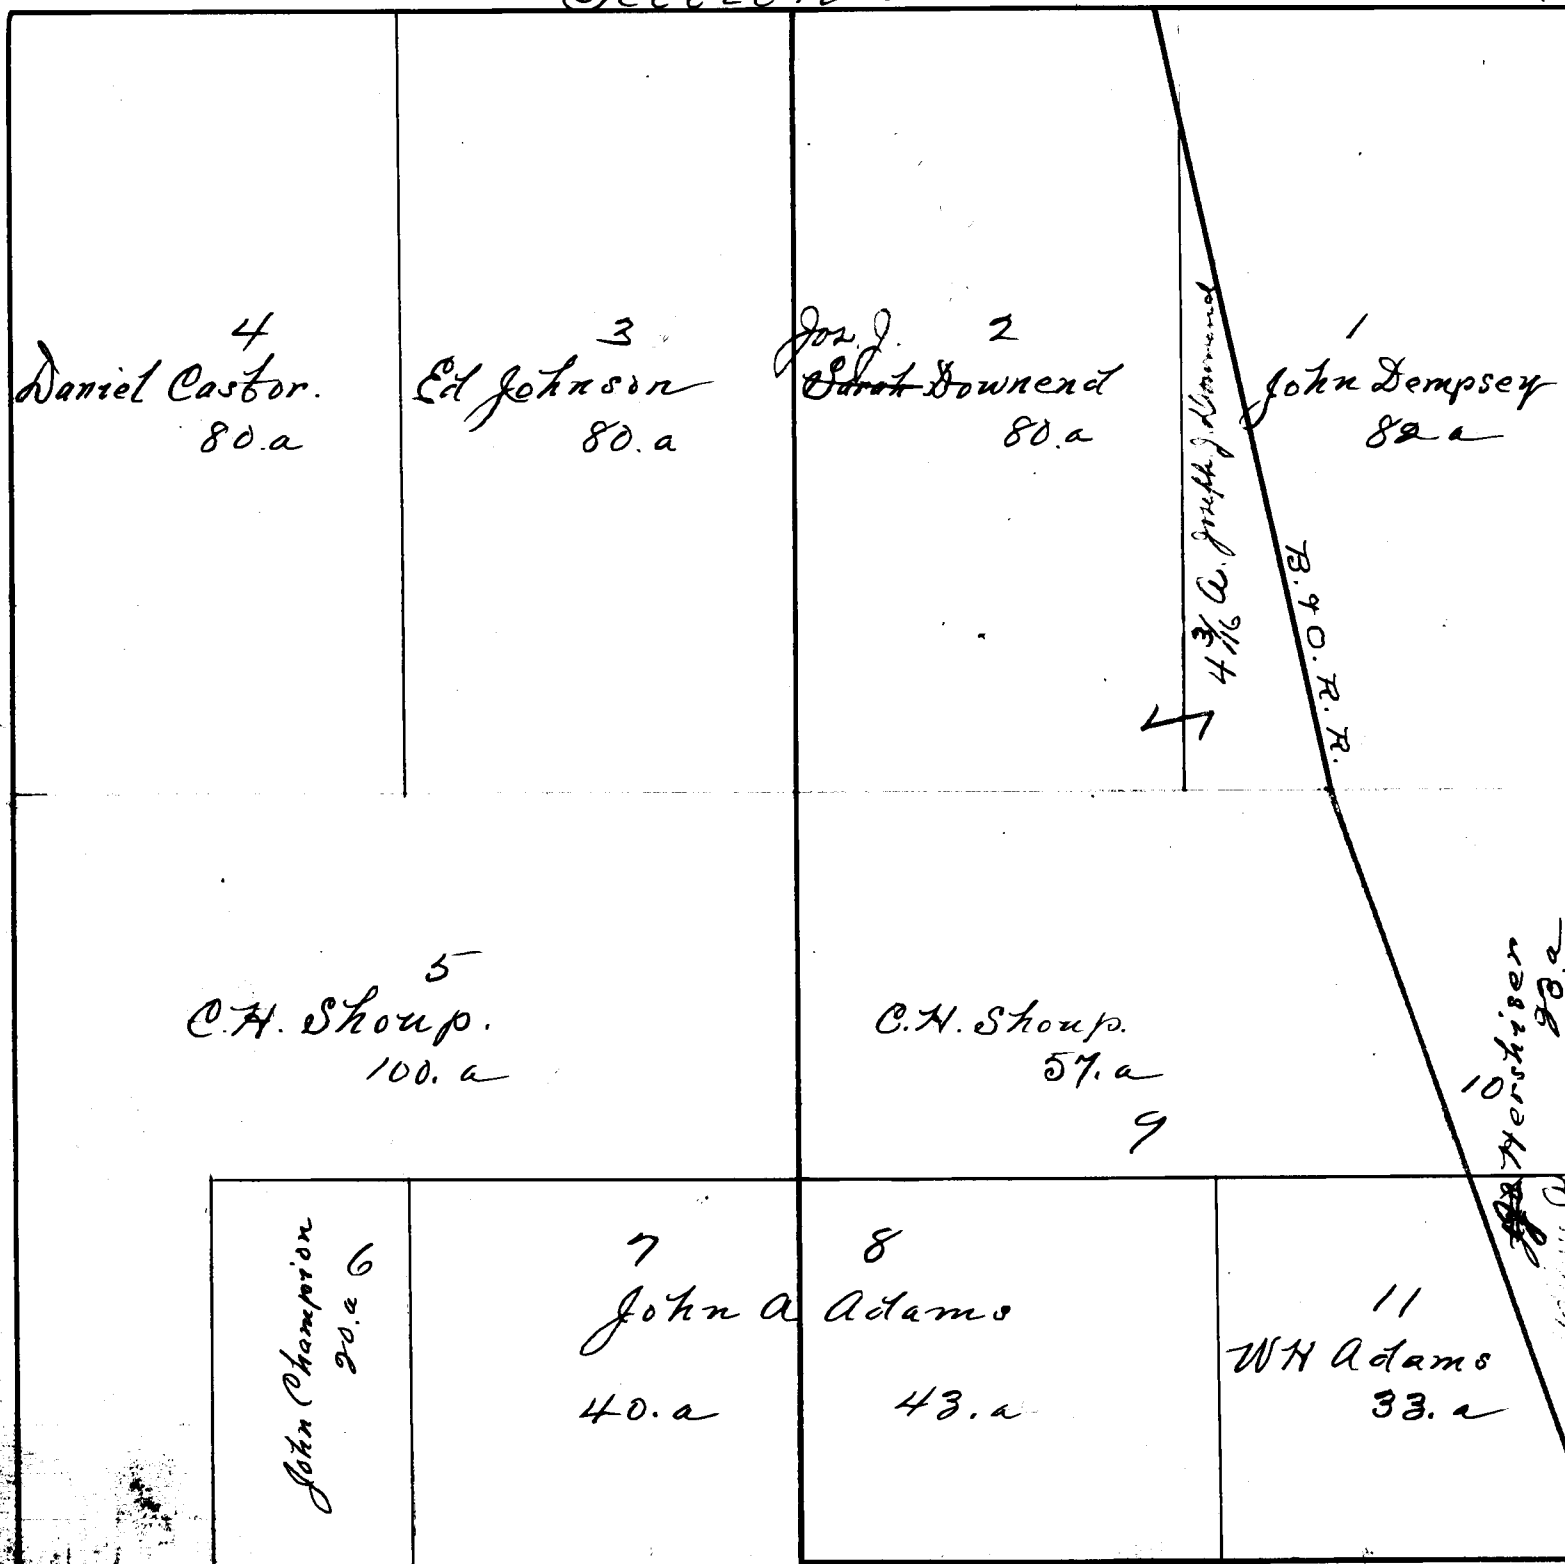 Section
4
Daniel Castor.
80.a
3
Ed Johnson
80.a
Jos. J.
2
Sarah Downend
80.a
4 3/16 a. Joseph J. Downend
1
John Dempsey
82 a
B. & O. R. R.
5
C.H. Shoup.
100. a
C.H. Shoup.
57. a
9
10
Hershiser
23.a
John Champion
20.a 6
7
8
John A Adams
40. a
43. a
11
WH Adams
33. a